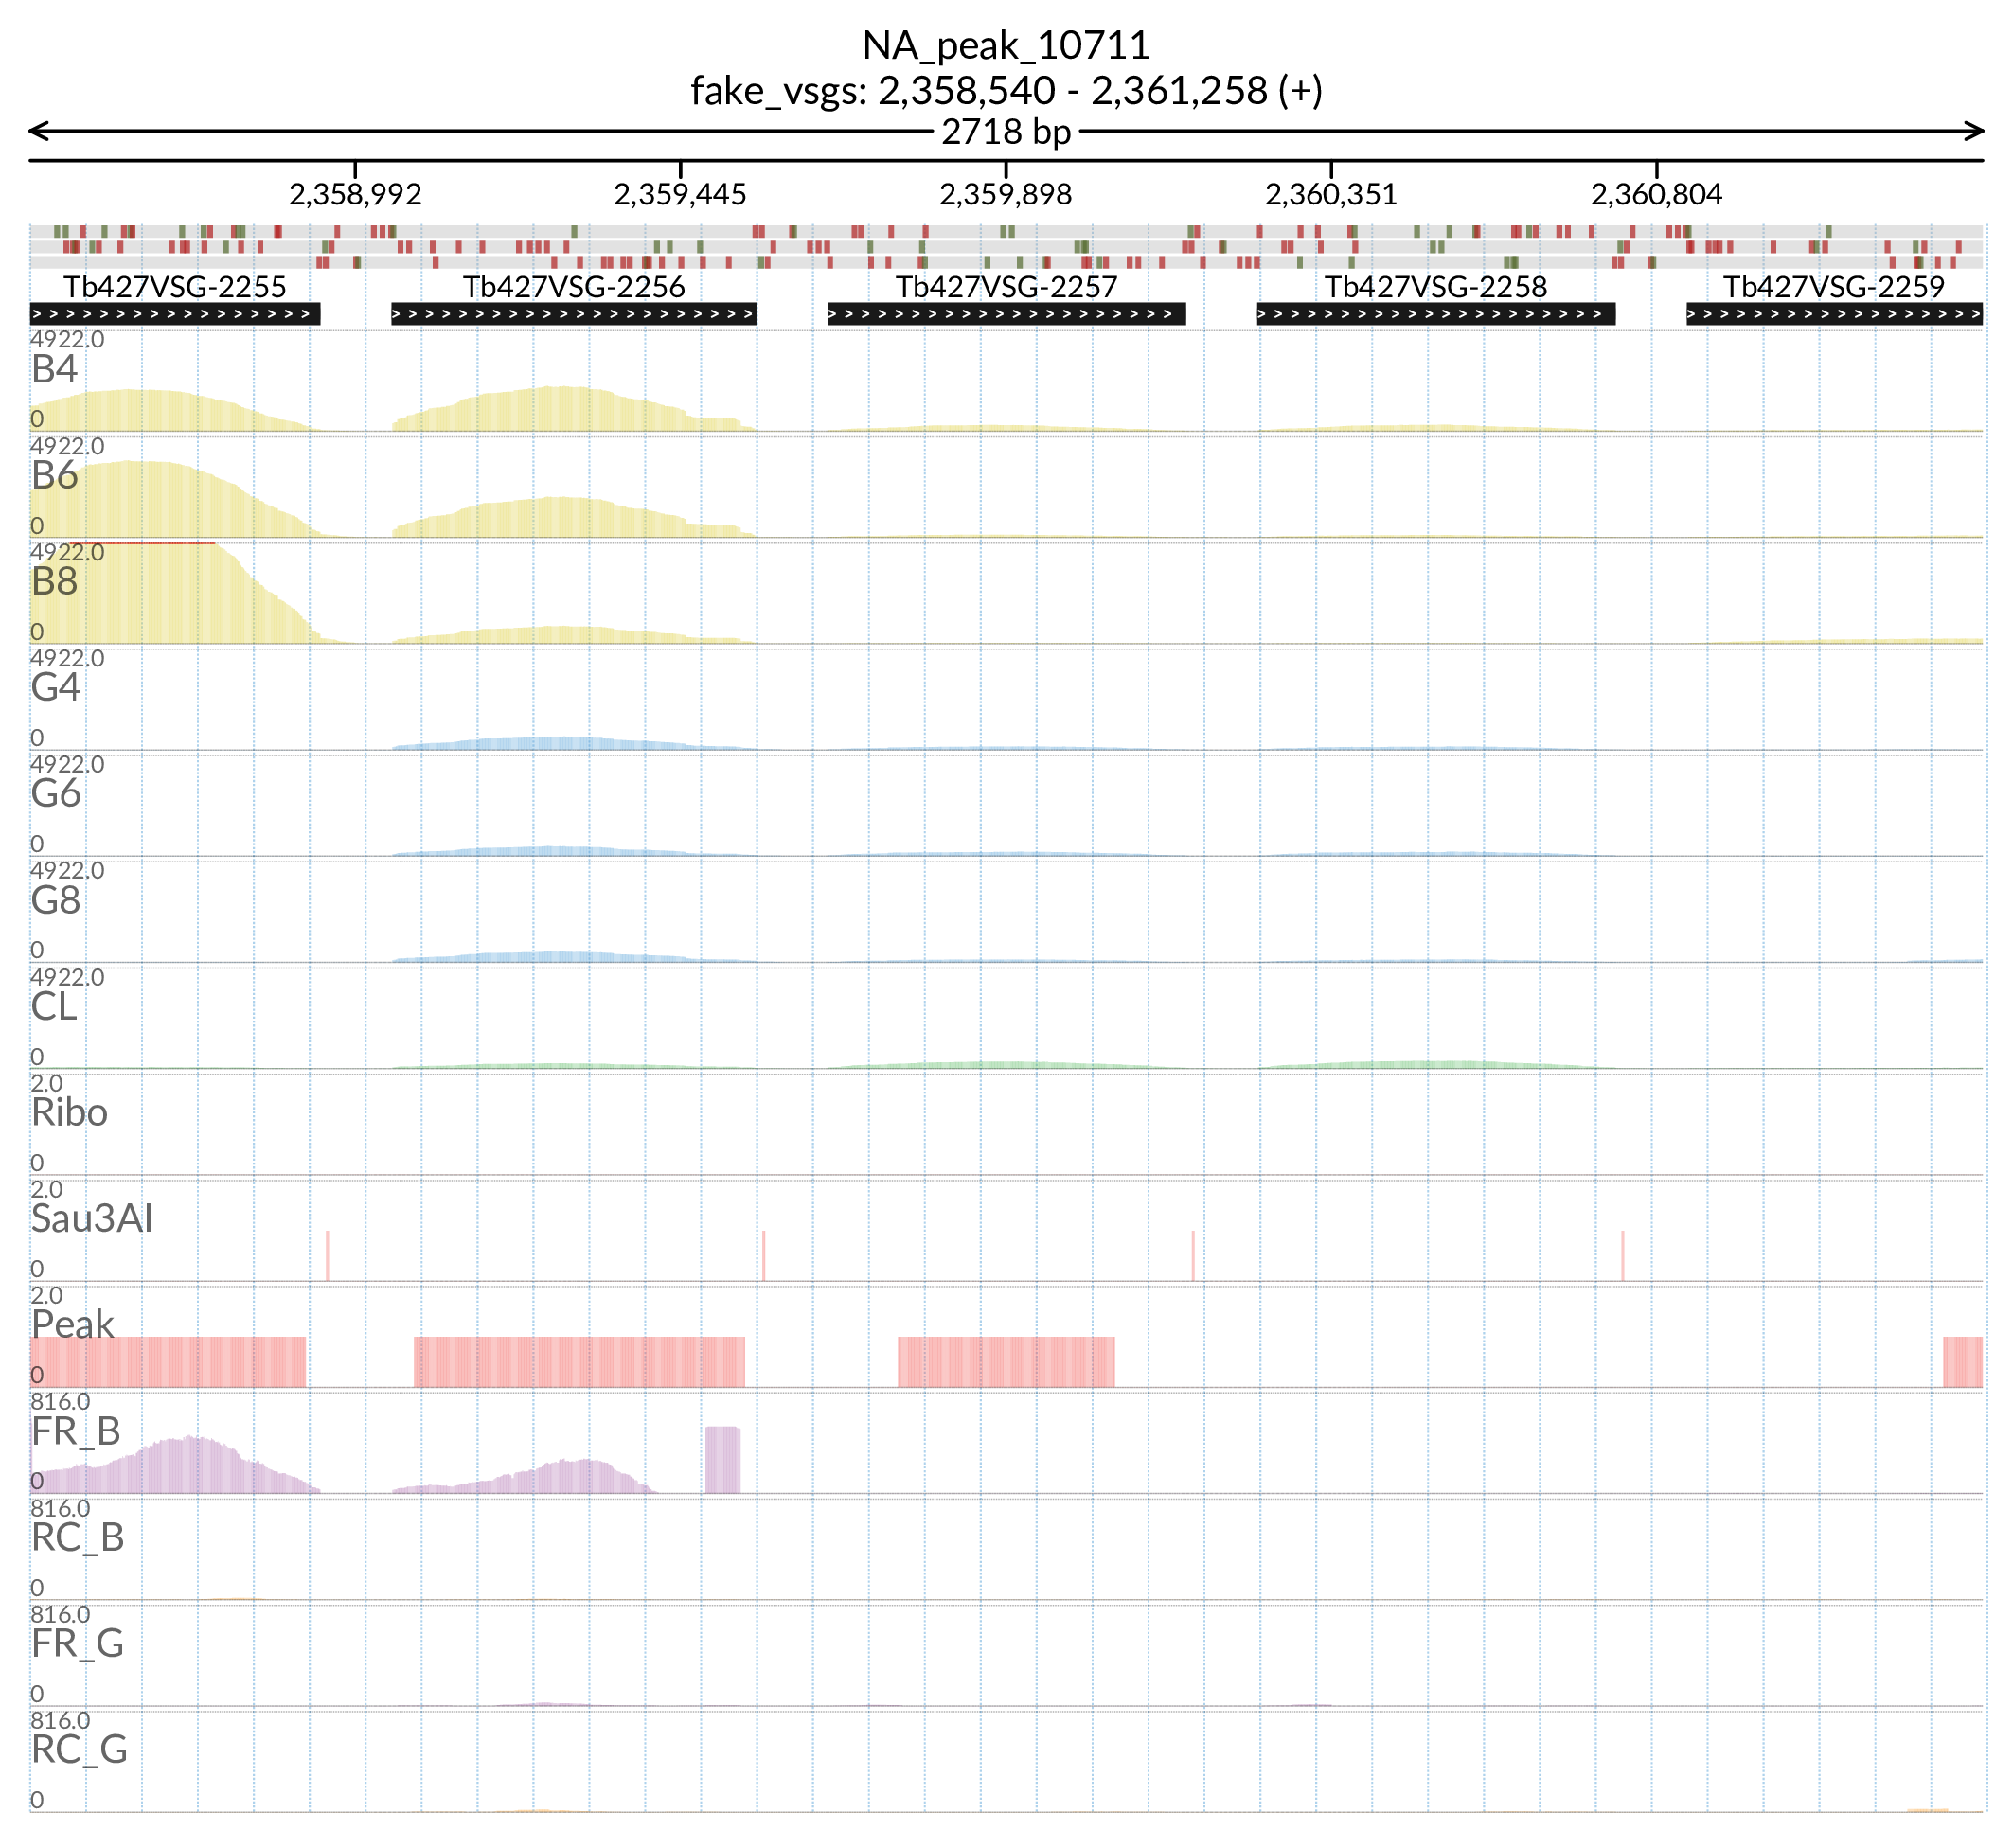 NA_peak_10711
fake_vsgs: 2,358,540 - 2,361,258 (+)
2718 bp
2,358,992 2,359,445 2,359,898 2,360,351 2,360,804
Tb427VSG-2255 Tb427VSG-2256 Tb427VSG-2257 Tb427VSG-2258 Tb427VSG-2259
4922.0
B4
0
4922.0
B6
0
4922.0
B8
0
4922.0
G4
0
4922.0
G6
0
4922.0
G8
0
4922.0
CL
0
2.0
Ribo
0
2.0
Sau3AI
0
2.0
Peak
0
816.0
FR_B
0
816.0
RC_B
0
816.0
FR_G
0
816.0
RC_G
0